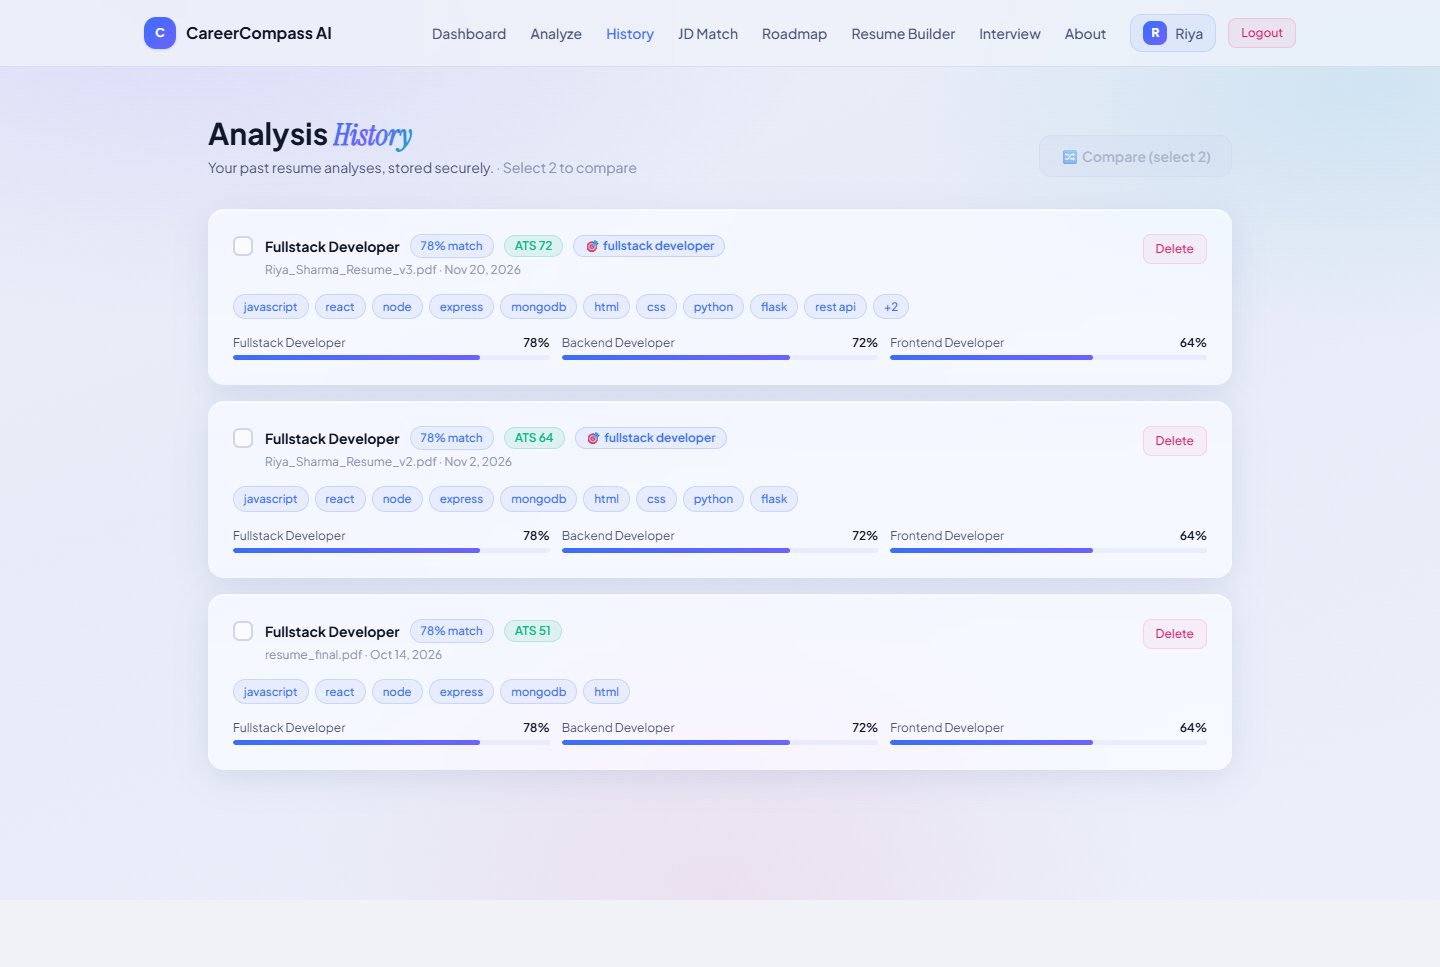 C CareerCompass AI Dashboard Analyze History JD Match Roadmap Resume Builder Interview About R Riya Logout
Analysis History
Your past resume analyses, stored securely. · Select 2 to compare
Compare (select 2)
Fullstack Developer 78% match ATS 72 fullstack developer Delete
Riya_Sharma_Resume_v3.pdf · Nov 20, 2026
javascript react node express mongodb html css python flask rest api +2
Fullstack Developer 78% Backend Developer 72% Frontend Developer 64%
Fullstack Developer 78% match ATS 64 fullstack developer Delete
Riya_Sharma_Resume_v2.pdf · Nov 2, 2026
javascript react node express mongodb html css python flask
Fullstack Developer 78% Backend Developer 72% Frontend Developer 64%
Fullstack Developer 78% match ATS 51 Delete
resume_final.pdf · Oct 14, 2026
javascript react node express mongodb html
Fullstack Developer 78% Backend Developer 72% Frontend Developer 64%